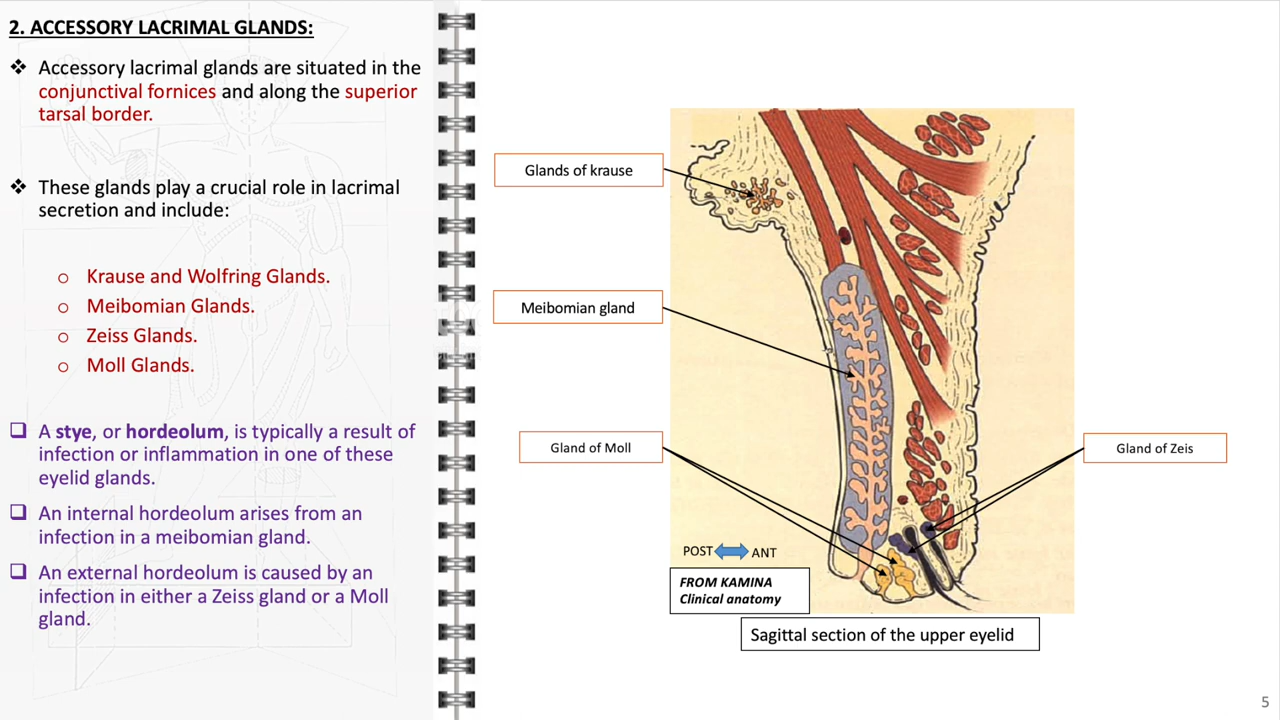 2. ACCESSORY LACRIMAL GLANDS:
❖ Accessory lacrimal glands are situated in the
conjunctival fornices and along the superior
tarsal border.
❖ These glands play a crucial role in lacrimal
secretion and include:
o Krause and Wolfring Glands.
o Meibomian Glands.
o Zeiss Glands.
o Moll Glands.
❑ A stye, or hordeolum, is typically a result of
infection or inflammation in one of these
eyelid glands.
❑ An internal hordeolum arises from an
infection in a meibomian gland.
❑ An external hordeolum is caused by an
infection in either a Zeiss gland or a Moll
gland.
Glands of krause
Meibomian gland
Gland of Moll
Gland of Zeis
POST ANT
FROM KAMINA
Clinical anatomy
Sagittal section of the upper eyelid
5